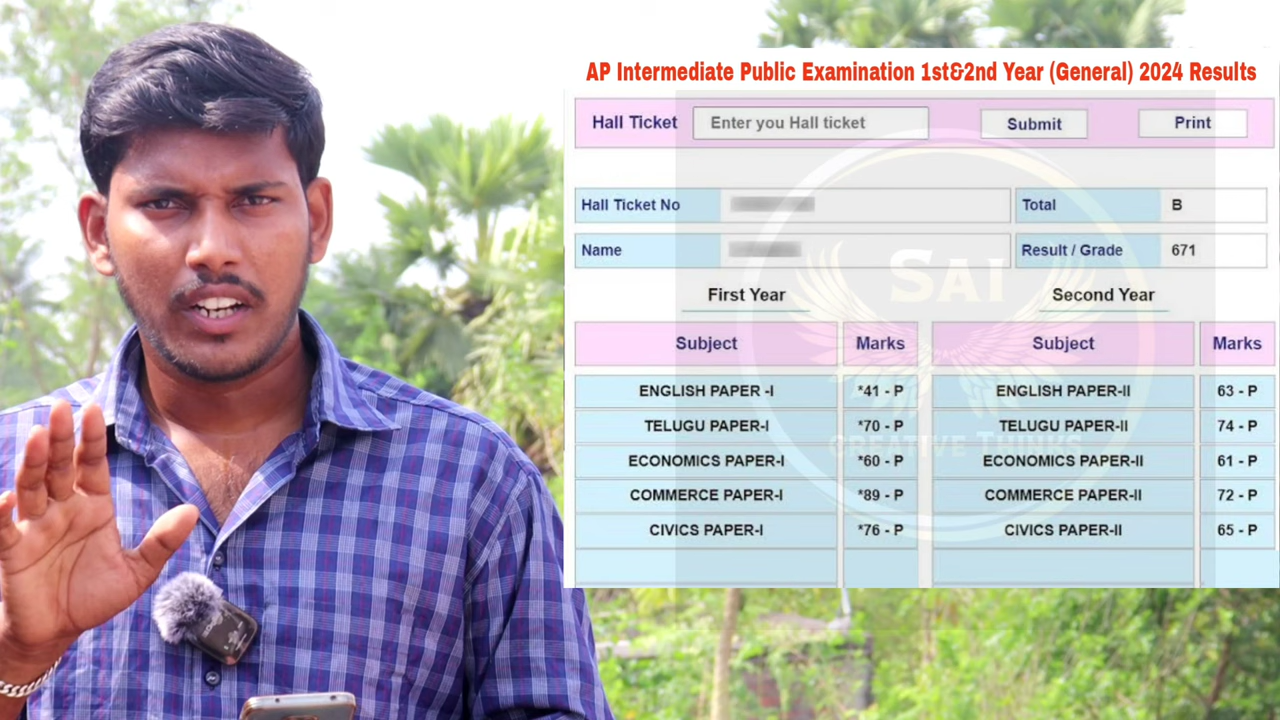 AP Intermediate Public Examination 1st&2nd Year (General) 2024 Results
Hall Ticket Enter you Hall ticket Submit Print
Hall Ticket No Total B
Name Result / Grade 671
First Year Second Year
Subject Marks Subject Marks
ENGLISH PAPER -I *41 - P ENGLISH PAPER-II 63 - P
TELUGU PAPER-I *70 - P TELUGU PAPER-II 74 - P
ECONOMICS PAPER-I *60 - P ECONOMICS PAPER-II 61 - P
COMMERCE PAPER-I *89 - P COMMERCE PAPER-II 72 - P
CIVICS PAPER-I *76 - P CIVICS PAPER-II 65 - P
SAI
CREATIVE THINKS